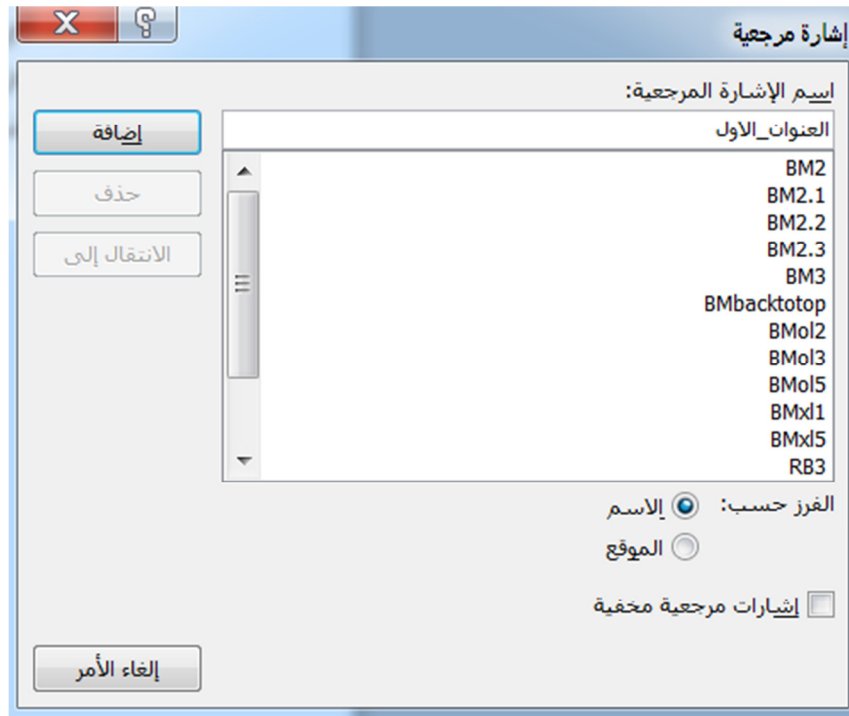 إشارة مرجعية
اسم الإشارة المرجعية:
العنوان_الاول
إضافة
BM2
BM2.1
BM2.2
BM2.3
BM3
BMbacktotop
BMol2
BMol3
BMol5
BMxl1
BMxl5
RB3
حذف
الانتقال إلى
الفرز حسب: الاسم
الموقع
إشارات مرجعية مخفية
إلغاء الأمر